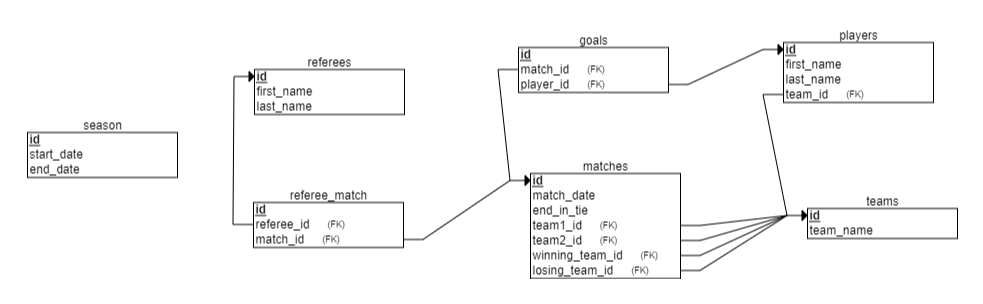 season
id
start_date
end_date
referees
id
first_name
last_name
referee_match
id
referee_id (FK)
match_id (FK)
goals
id
match_id (FK)
player_id (FK)
matches
id
match_date
end_in_tie
team1_id (FK)
team2_id (FK)
winning_team_id (FK)
losing_team_id (FK)
players
id
first_name
last_name
team_id (FK)
teams
id
team_name